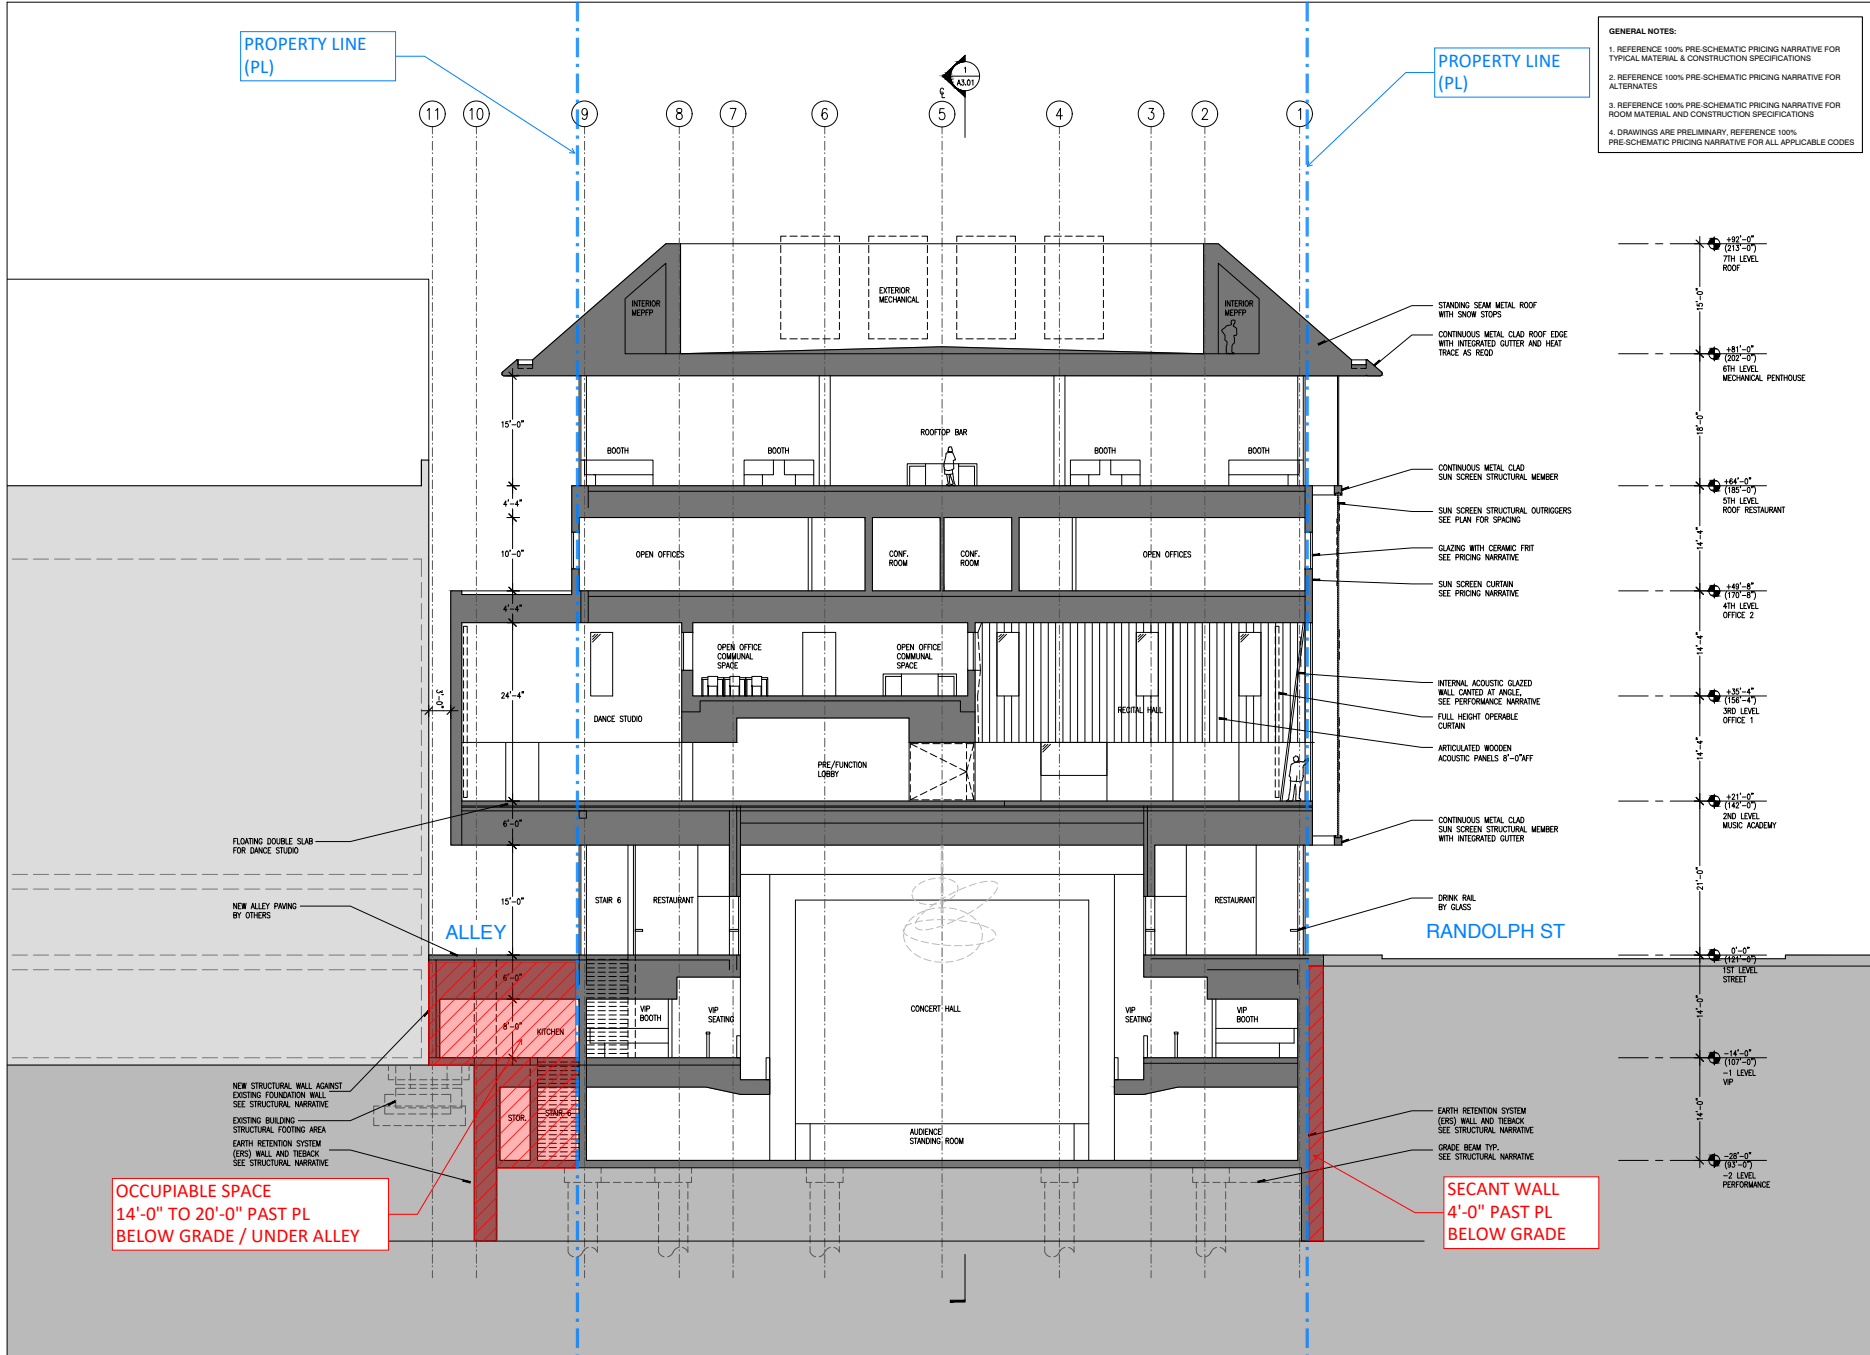 PROPERTY LINE
(PL)
PROPERTY LINE
(PL)
GENERAL NOTES:
1. REFERENCE 100% PRE-SCHEMATIC PRICING NARRATIVE FOR
TYPICAL MATERIAL & CONSTRUCTION SPECIFICATIONS
2. REFERENCE 100% PRE-SCHEMATIC PRICING NARRATIVE FOR
ALTERNATES
3. REFERENCE 100% PRE-SCHEMATIC PRICING NARRATIVE FOR
ROOM MATERIAL AND CONSTRUCTION SPECIFICATIONS
4. DRAWINGS ARE PRELIMINARY, REFERENCE 100%
PRE-SCHEMATIC PRICING NARRATIVE FOR ALL APPLICABLE CODES
1
A3.01
11
10
9
8
7
6
5
4
3
2
1
INTERIOR
MEPFP
EXTERIOR
MECHANICAL
INTERIOR
MEPFP
ROOFTOP BAR
BOOTH
BOOTH
BOOTH
BOOTH
OPEN OFFICES
CONF.
ROOM
CONF.
ROOM
OPEN OFFICES
OPEN OFFICE
COMMUNAL
SPACE
OPEN OFFICE
COMMUNAL
SPACE
DANCE STUDIO
RECITAL HALL
PRE/FUNCTION
LOBBY
STAIR 6
RESTAURANT
RESTAURANT
CONCERT HALL
VIP
BOOTH
VIP
SEATING
VIP
SEATING
VIP
BOOTH
KITCHEN
STOR.
STAIR 6
AUDIENCE
STANDING ROOM
15'-0"
4'-4"
10'-0"
4'-4"
24'-4"
3'-0"
6'-0"
15'-0"
6'-0"
8'-0"
FLOATING DOUBLE SLAB
FOR DANCE STUDIO
NEW ALLEY PAVING
BY OTHERS
ALLEY
NEW STRUCTURAL WALL AGAINST
EXISTING FOUNDATION WALL
SEE STRUCTURAL NARRATIVE
EXISTING BUILDING
STRUCTURAL FOOTING AREA
EARTH RETENTION SYSTEM
(ERS) WALL AND TIEBACK
SEE STRUCTURAL NARRATIVE
OCCUPIABLE SPACE
14'-0" TO 20'-0" PAST PL
BELOW GRADE / UNDER ALLEY
STANDING SEAM METAL ROOF
WITH SNOW STOPS
CONTINUOUS METAL CLAD ROOF EDGE
WITH INTEGRATED GUTTER AND HEAT
TRACE AS REQD
CONTINUOUS METAL CLAD
SUN SCREEN STRUCTURAL MEMBER
SUN SCREEN STRUCTURAL OUTRIGGERS
SEE PLAN FOR SPACING
GLAZING WITH CERAMIC FRIT
SEE PRICING NARRATIVE
SUN SCREEN CURTAIN
SEE PRICING NARRATIVE
INTERNAL ACOUSTIC GLAZED
WALL CANTED AT ANGLE,
SEE PERFORMANCE NARRATIVE
FULL HEIGHT OPERABLE
CURTAIN
ARTICULATED WOODEN
ACOUSTIC PANELS 8'-0"AFF
CONTINUOUS METAL CLAD
SUN SCREEN STRUCTURAL MEMBER
WITH INTEGRATED GUTTER
DRINK RAIL
BY GLASS
RANDOLPH ST
EARTH RETENTION SYSTEM
(ERS) WALL AND TIEBACK
SEE STRUCTURAL NARRATIVE
GRADE BEAM TYP.
SEE STRUCTURAL NARRATIVE
SECANT WALL
4'-0" PAST PL
BELOW GRADE
+92'-0"
(213'-0")
7TH LEVEL
ROOF
15'-0"
+81'-0"
(202'-0")
6TH LEVEL
MECHANICAL PENTHOUSE
18'-0"
+64'-0"
(185'-0")
5TH LEVEL
ROOF RESTAURANT
14'-4"
+49'-8"
(170'-8")
4TH LEVEL
OFFICE 2
14'-4"
+35'-4"
(156'-4")
3RD LEVEL
OFFICE 1
14'-4"
+21'-0"
(142'-0")
2ND LEVEL
MUSIC ACADEMY
21'-0"
0'-0"
(121'-0")
1ST LEVEL
STREET
14'-0"
-14'-0"
(107'-0")
-1 LEVEL
VIP
14'-0"
-28'-0"
(93'-0")
-2 LEVEL
PERFORMANCE